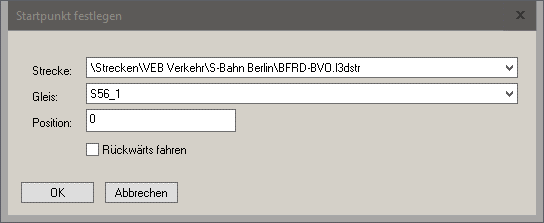 Startpunkt festlegen
Strecke: \Strecken\VEB Verkehr\S-Bahn Berlin\BFRD-BVO.l3dstr
Gleis: S56_1
Position: 0
Rückwärts fahren
OK Abbrechen